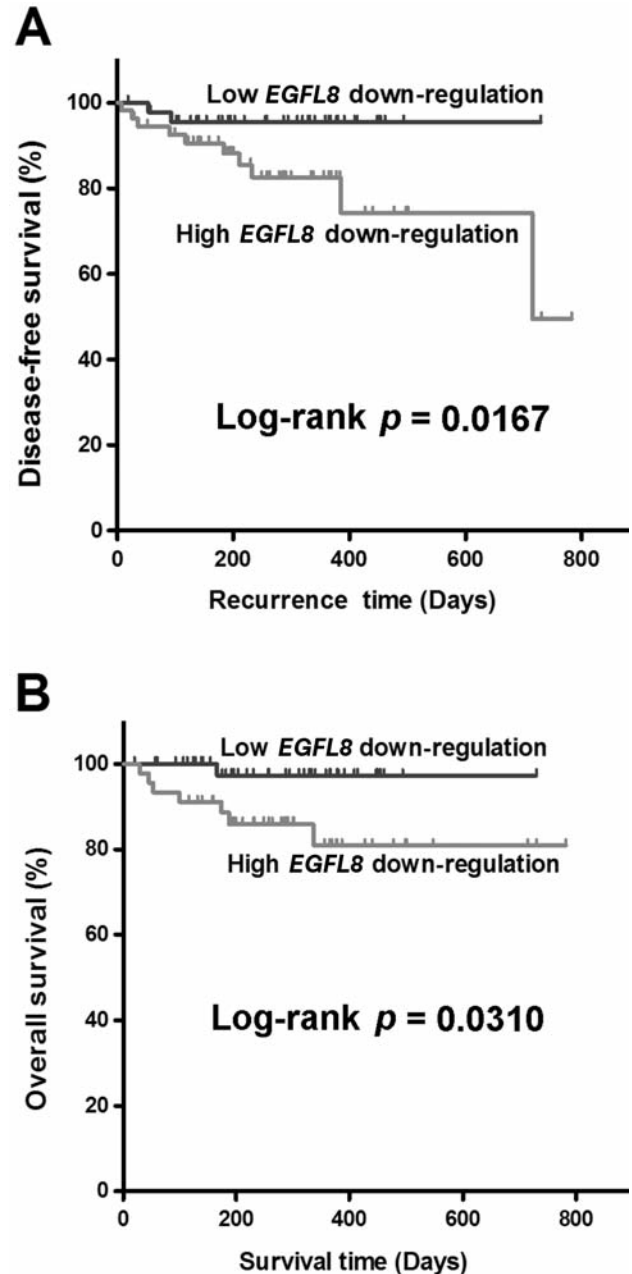 A
100
80
60
40
20
0
Disease-free survival (%)
Low EGFL8 down-regulation
High EGFL8 down-regulation
Log-rank p = 0.0167
0 200 400 600 800
Recurrence time (Days)
B
100
80
60
40
20
0
Overall survival (%)
Low EGFL8 down-regulation
High EGFL8 down-regulation
Log-rank p = 0.0310
0 200 400 600 800
Survival time (Days)